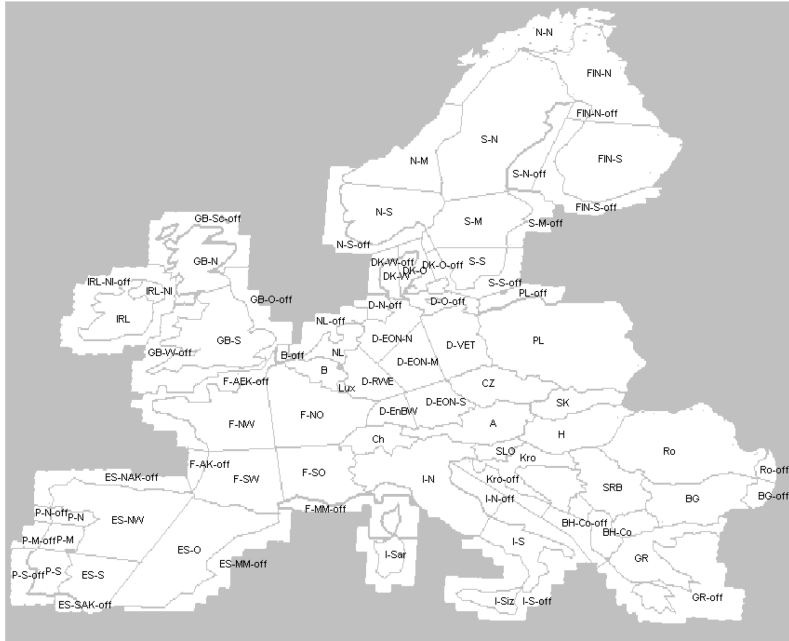 N-N
FIN-N
FIN-N-off
S-N
N-M
FIN-S
S-N-off
FIN-S-off
N-S
S-M
S-M-off
GB-Sc-off
N-S-off
GB-N
DK-W-off
DK-O
DK-O-off
S-S
DK-W
IRL-NI-off
IRL-NI
S-S-off
PL-off
GB-O-off
D-N-off
D-O-off
IRL
NL-off
GB-S
D-EON-N
D-VET
PL
GB-W-off
B-off
NL
D-EON-M
B
F-AEK-off
Lux
D-RWE
CZ
D-EON-S
SK
F-NW
F-NO
D-EnBW
A
H
Ch
SLO
Kro
Ro
F-AK-off
F-SW
F-SO
I-N
Kro-off
Ro-off
ES-NAK-off
SRB
I-N-off
BG
BG-off
F-MM-off
P-N-off
P-N
ES-NW
BH-Co-off
BH-Co
P-M-off
P-M
I-S
ES-O
I-Sar
GR
ES-MM-off
P-S-off
P-S
ES-S
ES-SAK-off
I-Siz
I-S-off
GR-off